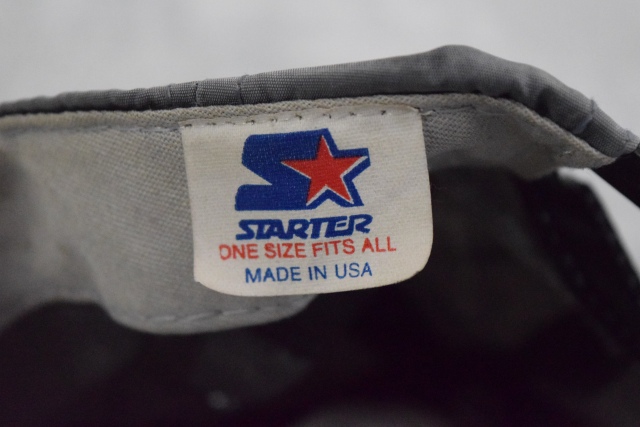 STARTER
ONE SIZE FITS ALL
MADE IN USA